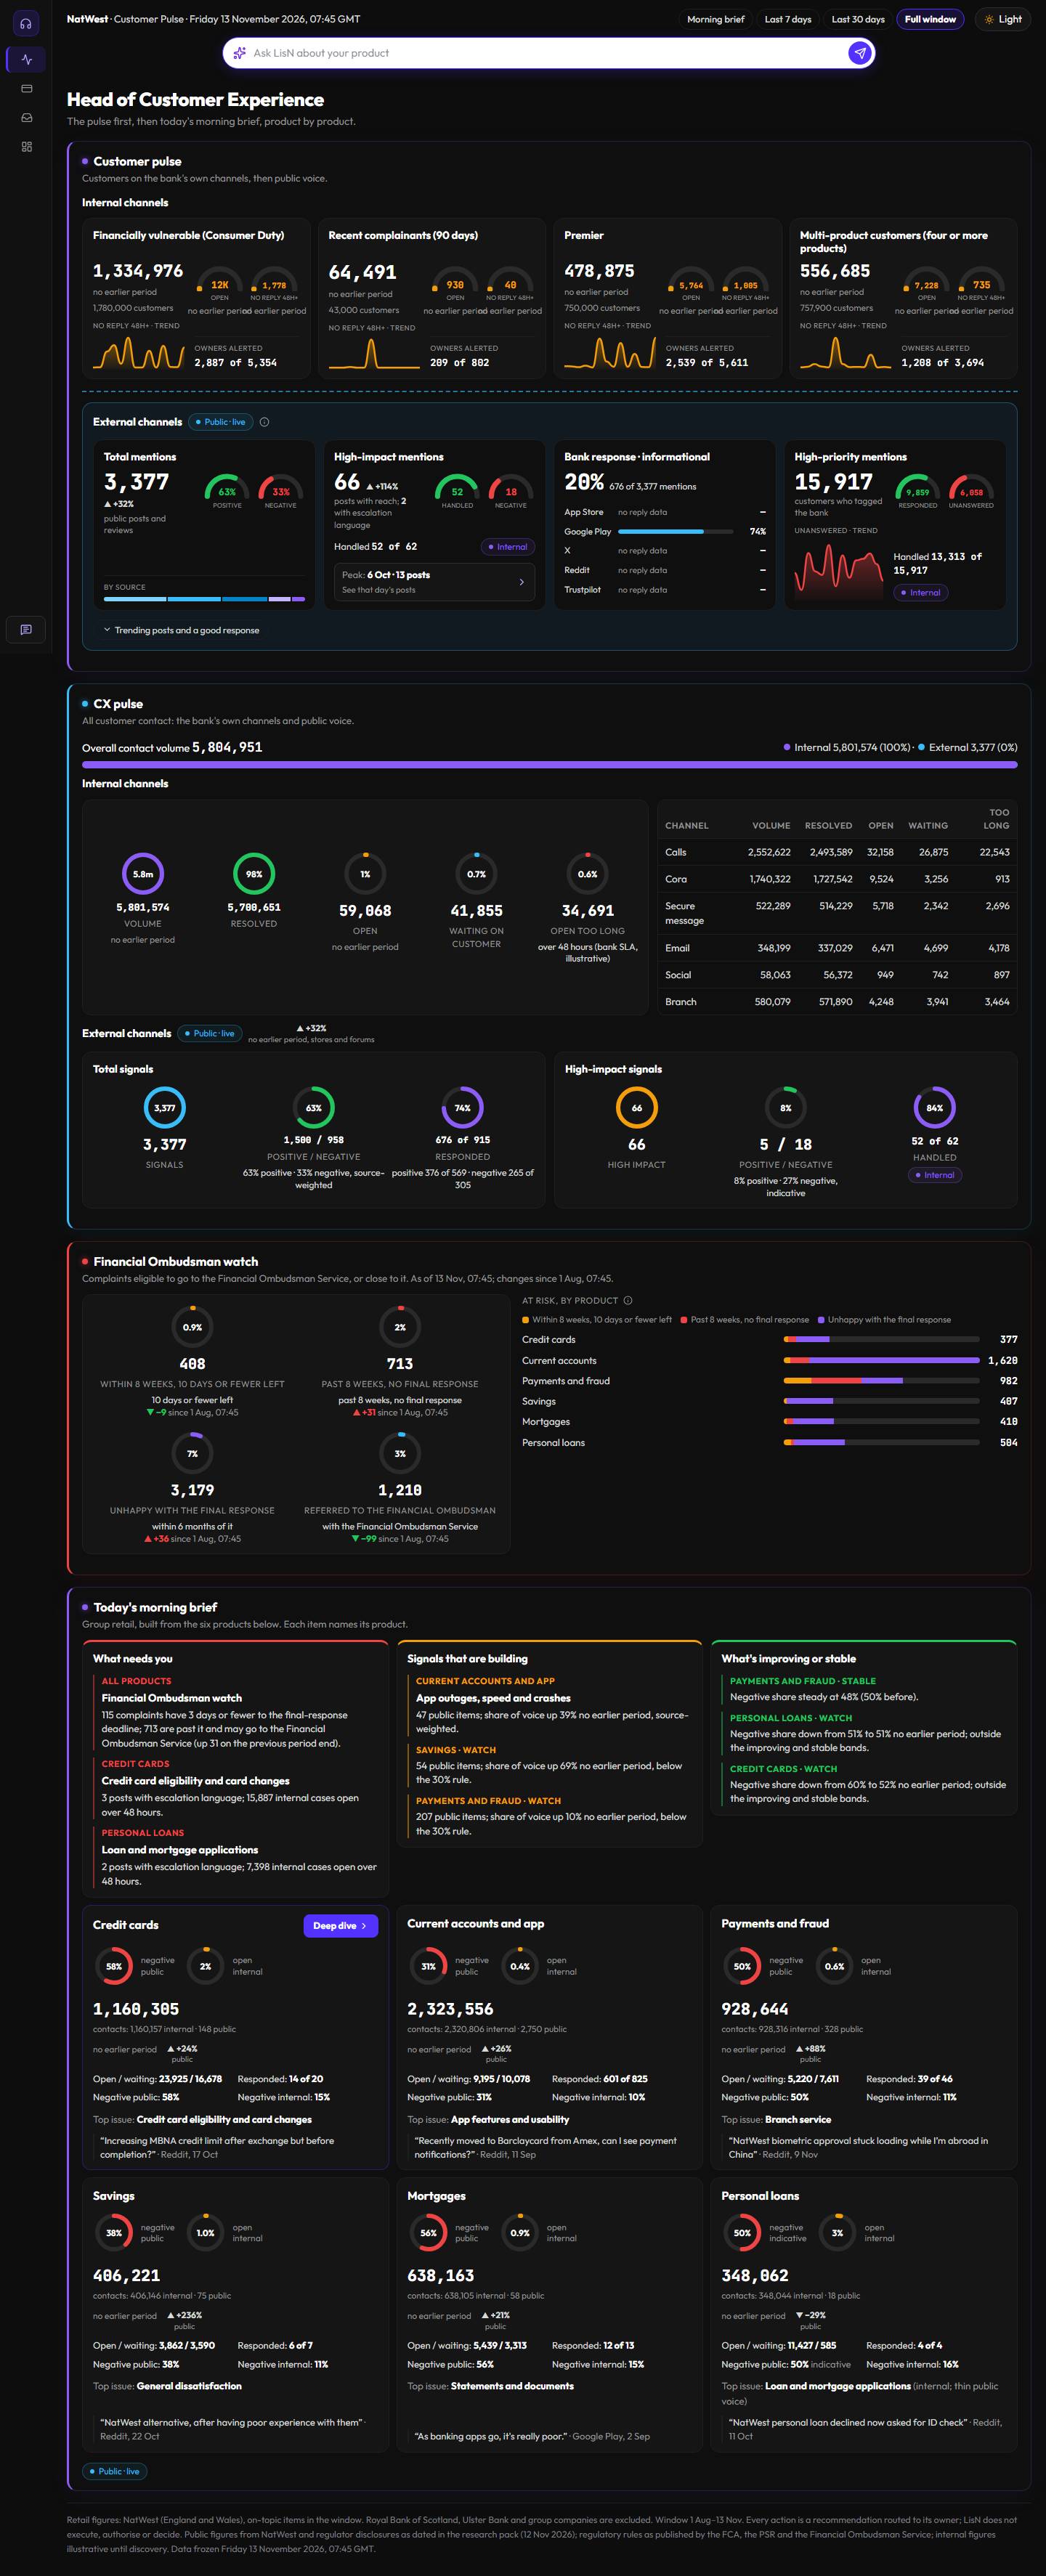 NatWest · Customer Pulse · Friday 13 November 2026, 07:45 GMT
Morning brief
Last 7 days
Last 30 days
Full window
Light
Ask LisN about your product
Head of Customer Experience
The pulse first, then today's morning brief, product by product.
Customer pulse
Customers on the bank's own channels, then public voice.
Internal channels
Financially vulnerable (Consumer Duty)
1,334,976
no earlier period
1,780,000 customers
12K
OPEN
no earlier period
1,778
NO REPLY 48H+
no earlier period
NO REPLY 48H+ · TREND
OWNERS ALERTED
2,887 of 5,354
Recent complainants (90 days)
64,491
no earlier period
43,000 customers
930
OPEN
no earlier period
40
NO REPLY 48H+
no earlier period
NO REPLY 48H+ · TREND
OWNERS ALERTED
209 of 802
Premier
478,875
no earlier period
750,000 customers
5,764
OPEN
no earlier period
1,005
NO REPLY 48H+
no earlier period
NO REPLY 48H+ · TREND
OWNERS ALERTED
2,539 of 5,611
Multi-product customers (four or more
products)
556,685
no earlier period
757,900 customers
7,228
OPEN
no earlier period
735
NO REPLY 48H+
no earlier period
NO REPLY 48H+ · TREND
OWNERS ALERTED
1,208 of 3,694
External channels
Public · live
Total mentions
3,377
▲ +32%
public posts and
reviews
63%
POSITIVE
33%
NEGATIVE
BY SOURCE
High-impact mentions
66 ▲ +114%
posts with reach; 2
with escalation
language
52
HANDLED
18
NEGATIVE
Handled 52 of 62
Internal
Peak: 6 Oct · 13 posts
See that day's posts
Bank response · informational
20% 676 of 3,377 mentions
App Store no reply data –
Google Play 74%
X no reply data –
Reddit no reply data –
Trustpilot no reply data –
High-priority mentions
15,917
customers who tagged
the bank
9,859
RESPONDED
6,058
UNANSWERED
UNANSWERED · TREND
Handled 13,313 of
15,917
Internal
Trending posts and a good response
CX pulse
All customer contact: the bank's own channels and public voice.
Overall contact volume 5,804,951
Internal 5,801,574 (100%) · External 3,377 (0%)
Internal channels
5.8m
5,801,574
VOLUME
no earlier period
98%
5,700,651
RESOLVED
1%
59,068
OPEN
no earlier period
0.7%
41,855
WAITING ON
CUSTOMER
0.6%
34,691
OPEN TOO LONG
over 48 hours (bank SLA,
illustrative)
CHANNEL VOLUME RESOLVED OPEN WAITING TOO LONG
Calls 2,552,622 2,493,589 32,158 26,875 22,543
Cora 1,740,322 1,727,542 9,524 3,256 913
Secure message 522,289 514,229 5,718 2,342 2,696
Email 348,199 337,029 6,471 4,699 4,178
Social 58,063 56,372 949 742 897
Branch 580,079 571,890 4,248 3,941 3,464
External channels
Public · live
▲ +32%
no earlier period, stores and forums
Total signals
3,377
3,377
SIGNALS
63%
1,500 / 958
POSITIVE / NEGATIVE
63% positive · 33% negative, source-
weighted
74%
676 of 915
RESPONDED
positive 376 of 569 · negative 265 of
305
High-impact signals
66
66
HIGH IMPACT
8%
5 / 18
POSITIVE / NEGATIVE
8% positive · 27% negative,
indicative
84%
52 of 62
HANDLED
Internal
Financial Ombudsman watch
Complaints eligible to go to the Financial Ombudsman Service, or close to it. As of 13 Nov, 07:45; changes since 1 Aug, 07:45.
0.9%
408
WITHIN 8 WEEKS, 10 DAYS OR FEWER LEFT
10 days or fewer left
▼ −9 since 1 Aug, 07:45
2%
713
PAST 8 WEEKS, NO FINAL RESPONSE
past 8 weeks, no final response
▲ +31 since 1 Aug, 07:45
7%
3,179
UNHAPPY WITH THE FINAL RESPONSE
within 6 months of it
▲ +36 since 1 Aug, 07:45
3%
1,210
REFERRED TO THE FINANCIAL OMBUDSMAN
with the Financial Ombudsman Service
▼ −99 since 1 Aug, 07:45
AT RISK, BY PRODUCT
Within 8 weeks, 10 days or fewer left
Past 8 weeks, no final response
Unhappy with the final response
Credit cards 377
Current accounts 1,620
Payments and fraud 982
Savings 407
Mortgages 410
Personal loans 504
Today's morning brief
Group retail, built from the six products below. Each item names its product.
What needs you
ALL PRODUCTS
Financial Ombudsman watch
115 complaints have 3 days or fewer to the final-response
deadline; 713 are past it and may go to the Financial
Ombudsman Service (up 31 on the previous period end).
CREDIT CARDS
Credit card eligibility and card changes
3 posts with escalation language; 15,887 internal cases open
over 48 hours.
PERSONAL LOANS
Loan and mortgage applications
2 posts with escalation language; 7,398 internal cases open over
48 hours.
Signals that are building
CURRENT ACCOUNTS AND APP
App outages, speed and crashes
47 public items; share of voice up 39% no earlier period, source-
weighted.
SAVINGS · WATCH
54 public items; share of voice up 69% no earlier period, below
the 30% rule.
PAYMENTS AND FRAUD · WATCH
207 public items; share of voice up 10% no earlier period, below
the 30% rule.
What's improving or stable
PAYMENTS AND FRAUD · STABLE
Negative share steady at 48% (50% before).
PERSONAL LOANS · WATCH
Negative share down from 51% to 51% no earlier period; outside
the improving and stable bands.
CREDIT CARDS · WATCH
Negative share down from 60% to 52% no earlier period; outside
the improving and stable bands.
Credit cards
Deep dive
58%
negative
public
2%
open
internal
1,160,305
contacts: 1,160,157 internal · 148 public
no earlier period ▲ +24%
public
Open / waiting: 23,925 / 16,678 Responded: 14 of 20
Negative public: 58% Negative internal: 15%
Top issue: Credit card eligibility and card changes
“Increasing MBNA credit limit after exchange but before
completion?” · Reddit, 17 Oct
Current accounts and app
31%
negative
public
0.4%
open
internal
2,323,556
contacts: 2,320,806 internal · 2,750 public
no earlier period ▲ +26%
public
Open / waiting: 9,195 / 10,078 Responded: 601 of 825
Negative public: 31% Negative internal: 10%
Top issue: App features and usability
“Recently moved to Barclaycard from Amex, can I see payment
notifications?” · Reddit, 11 Sep
Payments and fraud
50%
negative
public
0.6%
open
internal
928,644
contacts: 928,316 internal · 328 public
no earlier period ▲ +88%
public
Open / waiting: 5,220 / 7,611 Responded: 39 of 46
Negative public: 50% Negative internal: 11%
Top issue: Branch service
“NatWest biometric approval stuck loading while I'm abroad in
China” · Reddit, 9 Nov
Savings
38%
negative
public
1.0%
open
internal
406,221
contacts: 406,146 internal · 75 public
no earlier period ▲ +236%
public
Open / waiting: 3,862 / 3,590 Responded: 6 of 7
Negative public: 38% Negative internal: 11%
Top issue: General dissatisfaction
“NatWest alternative, after having poor experience with them” ·
Reddit, 22 Oct
Mortgages
56%
negative
public
0.9%
open
internal
638,163
contacts: 638,105 internal · 58 public
no earlier period ▲ +21%
public
Open / waiting: 5,439 / 3,313 Responded: 12 of 13
Negative public: 56% Negative internal: 15%
Top issue: Statements and documents
“As banking apps go, it's really poor.” · Google Play, 2 Sep
Personal loans
50%
negative
indicative
3%
open
internal
348,062
contacts: 348,044 internal · 18 public
no earlier period ▼ −29%
public
Open / waiting: 11,427 / 585 Responded: 4 of 4
Negative public: 50% indicative Negative internal: 16%
Top issue: Loan and mortgage applications (internal; thin public
voice)
“NatWest personal loan declined now asked for ID check” · Reddit,
11 Oct
Public · live
Retail figures: NatWest (England and Wales), on-topic items in the window. Royal Bank of Scotland, Ulster Bank and group companies are excluded. Window 1 Aug–13 Nov. Every action is a recommendation routed to its owner; LisN does not
execute, authorise or decide. Public figures from NatWest and regulator disclosures as dated in the research pack (12 Nov 2026); regulatory rules as published by the FCA, the PSR and the Financial Ombudsman Service; internal figures
illustrative until discovery. Data frozen Friday 13 November 2026, 07:45 GMT.